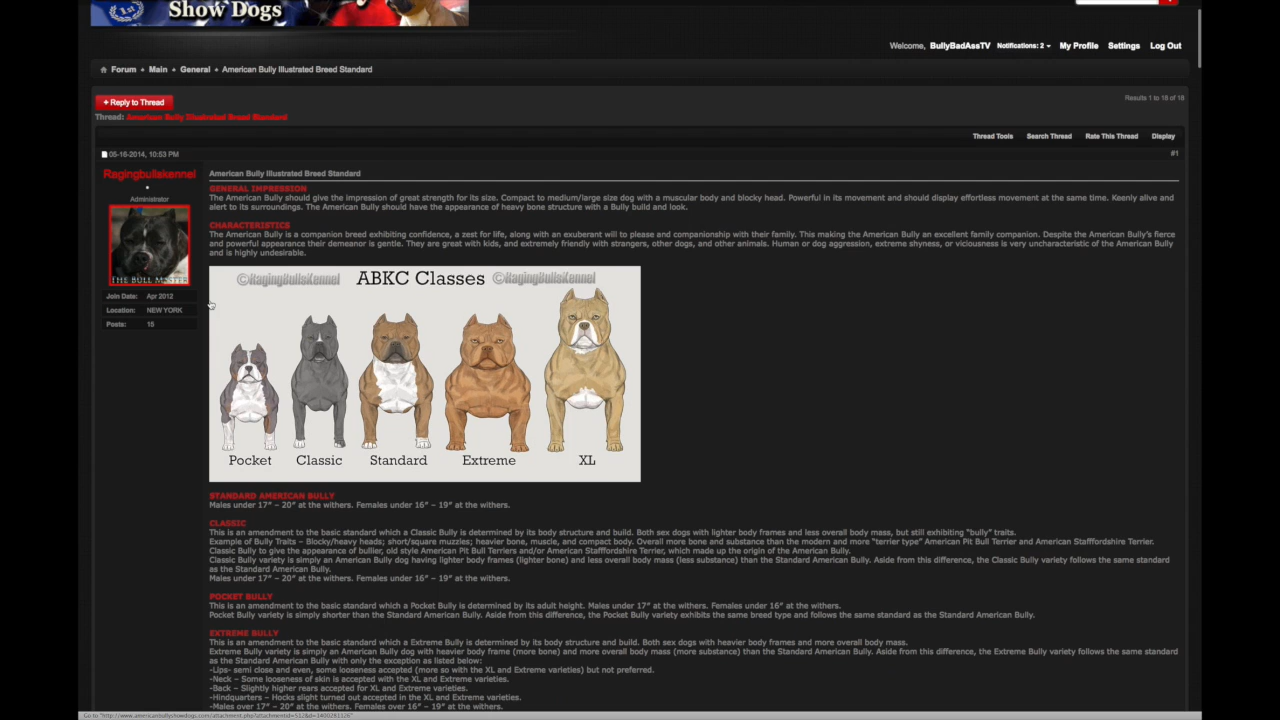 Show Dogs
Welcome, BullyBadAssTV Notifications: 2 My Profile Settings Log Out
Forum Main General American Bully Illustrated Breed Standard
+ Reply to Thread
Results 1 to 18 of 18
Thread: American Bully Illustrated Breed Standard
Thread Tools Search Thread Rate This Thread Display
05-16-2014, 10:53 PM
#1
Ragingbullskennel
Administrator
THE BULL MASTER
Join Date: Apr 2012
Location: NEW YORK
Posts: 15
American Bully Illustrated Breed Standard
GENERAL IMPRESSION
The American Bully should give the impression of great strength for its size. Compact to medium/large size dog with a muscular body and blocky head. Powerful in its movement and should display effortless movement at the same time. Keenly alive and
alert to its surroundings. The American Bully should have the appearance of heavy bone structure with a Bully build and look.
CHARACTERISTICS
The American Bully is a companion breed exhibiting confidence, a zest for life, along with an exuberant will to please and companionship with their family. This making the American Bully an excellent family companion. Despite the American Bully's fierce
and powerful appearance their demeanor is gentle. They are great with kids, and extremely friendly with strangers, other dogs, and other animals. Human or dog aggression, extreme shyness, or viciousness is very uncharacteristic of the American Bully
and is highly undesirable.
©RagingBullsKennel ABKC Classes ©RagingBullsKennel
Pocket Classic Standard Extreme XL
STANDARD AMERICAN BULLY
Males under 17" – 20" at the withers. Females under 16" – 19" at the withers.
CLASSIC
This is an amendment to the basic standard which a Classic Bully is determined by its body structure and build. Both sex dogs with lighter body frames and less overall body mass, but still exhibiting "bully" traits.
Example of Bully Traits – Blocky/heavy heads; short/square muzzles; heavier bone, muscle, and compact body. Overall more bone and substance than the modern and more "terrier type" American Pit Bull Terrier and American Stafffordshire Terrier.
Classic Bully to give the appearance of bullier, old style American Pit Bull Terriers and/or American Stafffordshire Terrier, which made up the origin of the American Bully.
Classic Bully variety is simply an American Bully dog having lighter body frames (lighter bone) and less overall body mass (less substance) than the Standard American Bully. Aside from this difference, the Classic Bully variety follows the same standard
as the Standard American Bully.
Males under 17" – 20" at the withers. Females under 16" – 19" at the withers.
POCKET BULLY
This is an amendment to the basic standard which a Pocket Bully is determined by its adult height. Males under 17" at the withers. Females under 16" at the withers.
Pocket Bully variety is simply shorter than the Standard American Bully. Aside from this difference, the Pocket Bully variety exhibits the same breed type and follows the same standard as the Standard American Bully.
EXTREME BULLY
This is an amendment to the basic standard which a Extreme Bully is determined by its body structure and build. Both sex dogs with heavier body frames and more overall body mass.
Extreme Bully variety is simply an American Bully dog with heavier body frame (more bone) and more overall body mass (more substance) than the Standard American Bully. Aside from this difference, the Extreme Bully variety follows the same standard
as the Standard American Bully with only the exception as listed below:
-Lips- semi close and even, some looseness accepted (more so with the XL and Extreme varieties) but not preferred.
-Neck – Some looseness of skin is accepted with the XL and Extreme varieties.
-Back – Slightly higher rears accepted for XL and Extreme varieties.
-Hindquarters – Hocks slight turned out accepted in the XL and Extreme varieties.
-Males over 17" – 20" at the withers. Females over 16" – 19" at the withers.